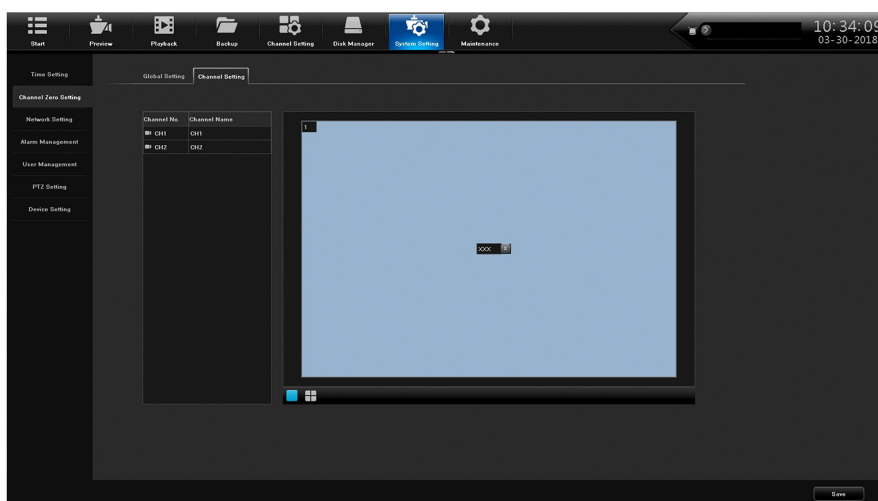 Start Preview Playback Backup Channel Setting Disk Manager System Setting Maintenance
10:34:09
03-30-2018
Time Setting
Channel Zero Setting
Network Setting
Alarm Management
User Management
PTZ Setting
Device Setting
Global Setting Channel Setting
Channel No. Channel Name
CH1 CH1
CH2 CH2
1
XXX X
Save